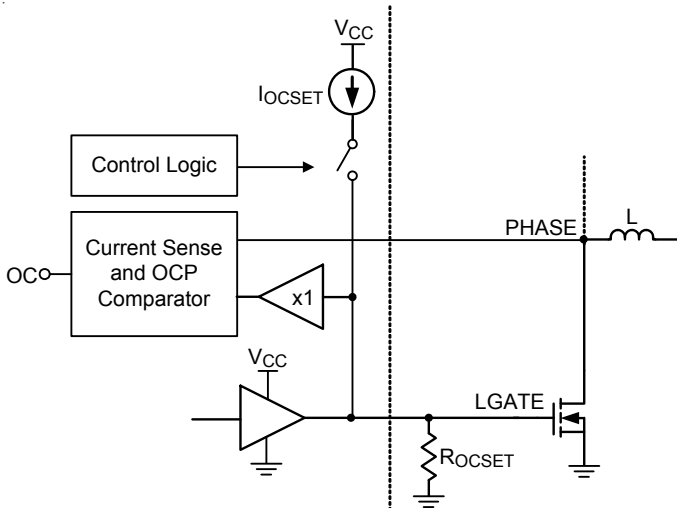 VCC
IOCSET
Control Logic
PHASE
L
Current Sense
and OCP
Comparator
OC
x1
VCC
LGATE
ROCSET